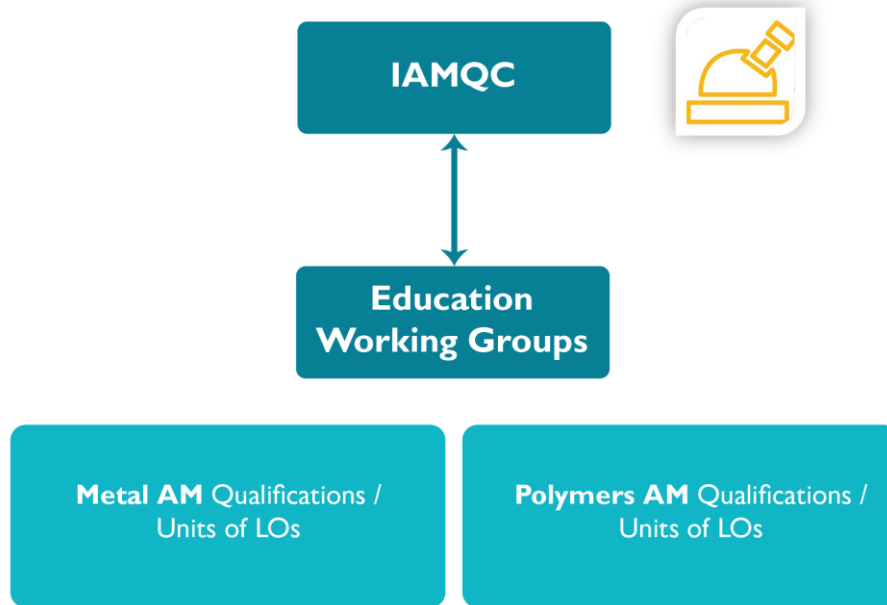 IAMQC
Education
Working Groups
Metal AM Qualifications /
Units of LOs
Polymers AM Qualifications /
Units of LOs